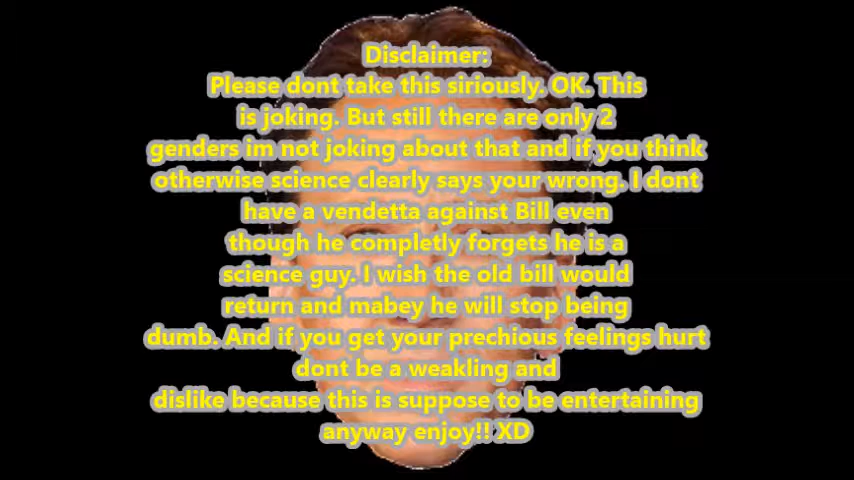 Disclaimer:
Please dont take this siriously. OK. This
is joking. But still there are only 2
genders im not joking about that and if you think
otherwise science clearly says your wrong. I dont
have a vendetta against Bill even
though he completly forgets he is a
science guy. I wish the old bill would
return and mabey he will stop being
dumb. And if you get your prechious feelings hurt
dont be a weakling and
dislike because this is suppose to be entertaining
anyway enjoy!! XD